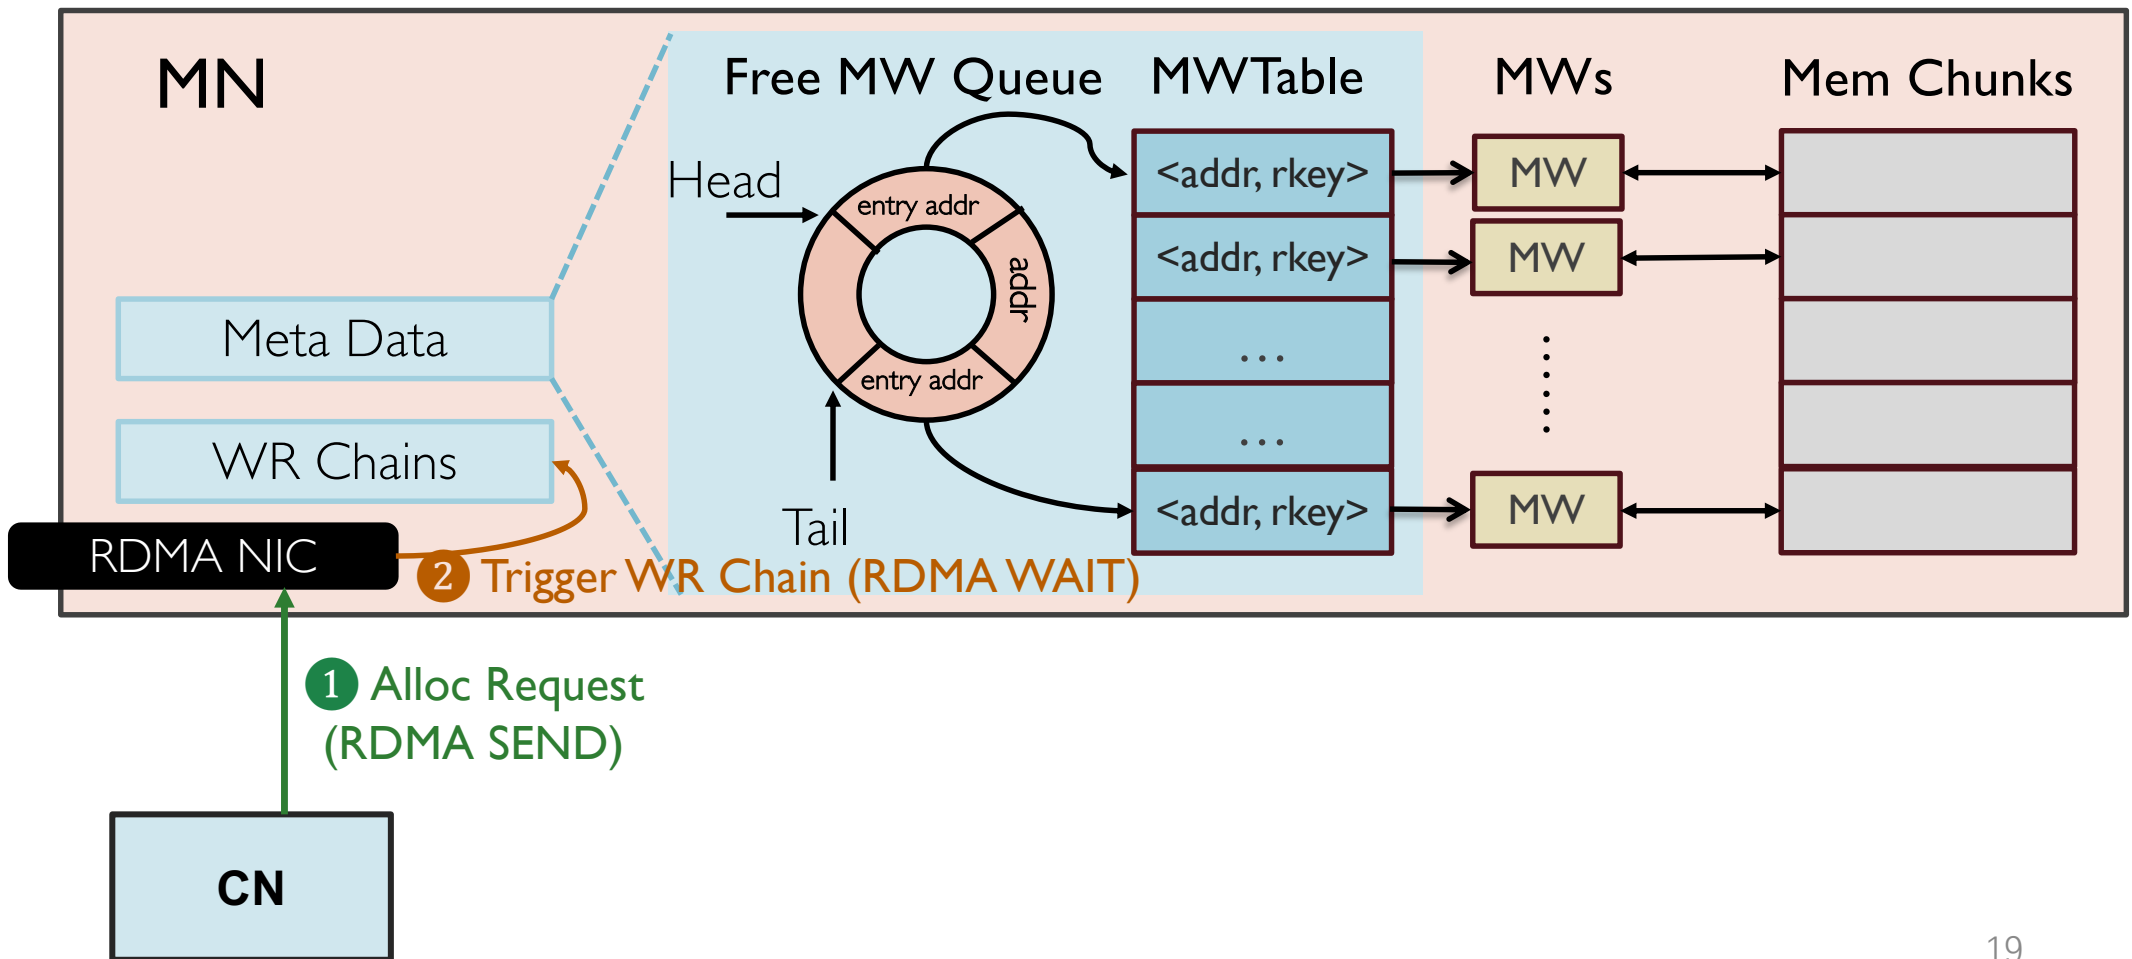 MN
Free MW Queue
MWTable
MWs
Mem Chunks
Head
entry addr
addr
entry addr
Tail
<addr, rkey>
<addr, rkey>
...
...
<addr, rkey>
MW
MW
MW
Meta Data
WR Chains
RDMA NIC
2 Trigger WR Chain (RDMA WAIT)
1 Alloc Request
(RDMA SEND)
CN
19